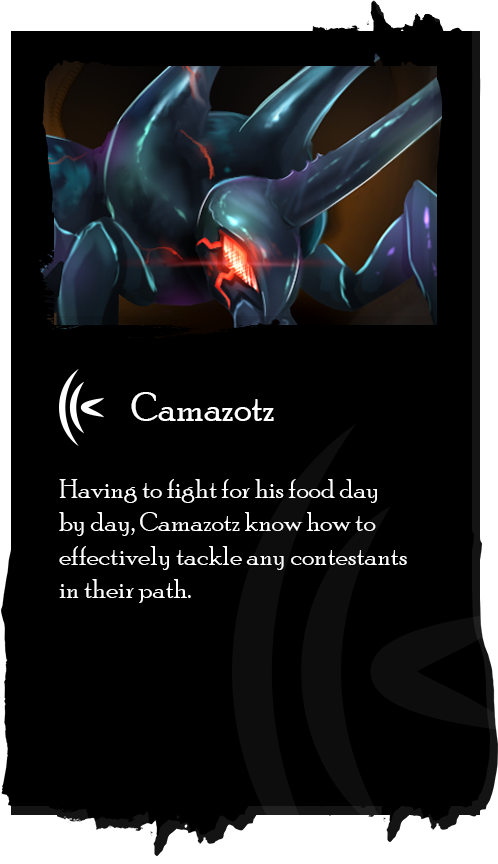 Camazotz
Having to fight for his food day
by day, Camazotz know how to
effectively tackle any contestants
in their path.